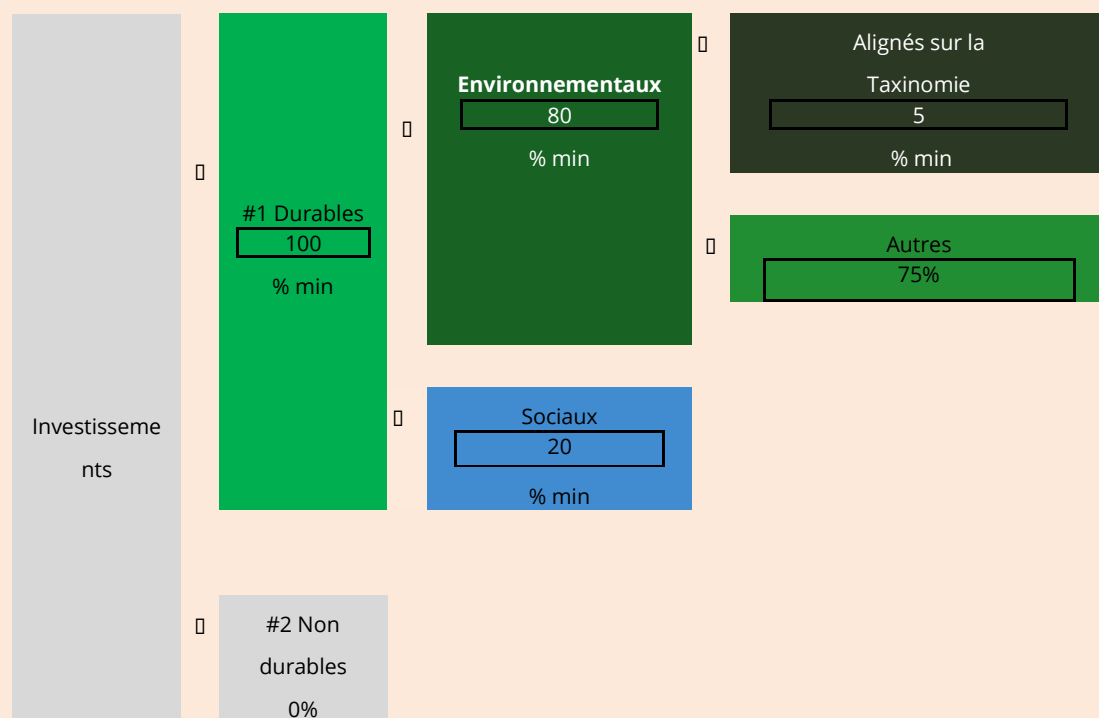 Investisseme
nts
#1 Durables
100
% min
Environnementaux
80
% min
Alignés sur la
Taxinomie
5
% min
Autres
75%
Sociaux
20
% min
#2 Non
durables
0%